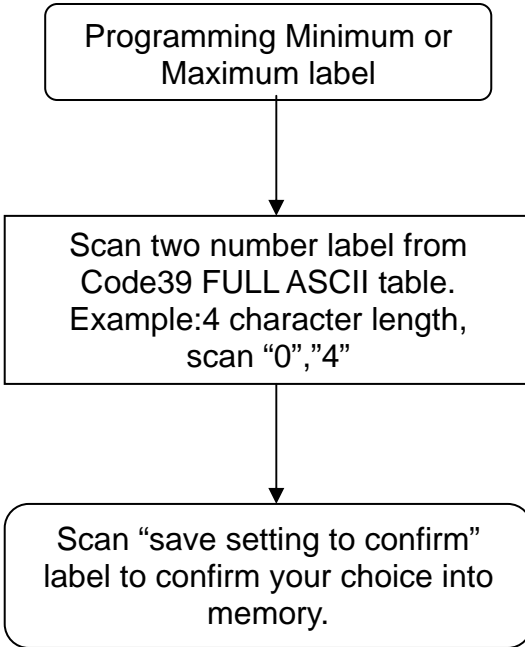 Programming Minimum or
Maximum label
Scan two number label from
Code39 FULL ASCII table.
Example:4 character length,
scan “0”,”4”
Scan “save setting to confirm”
label to confirm your choice into
memory.